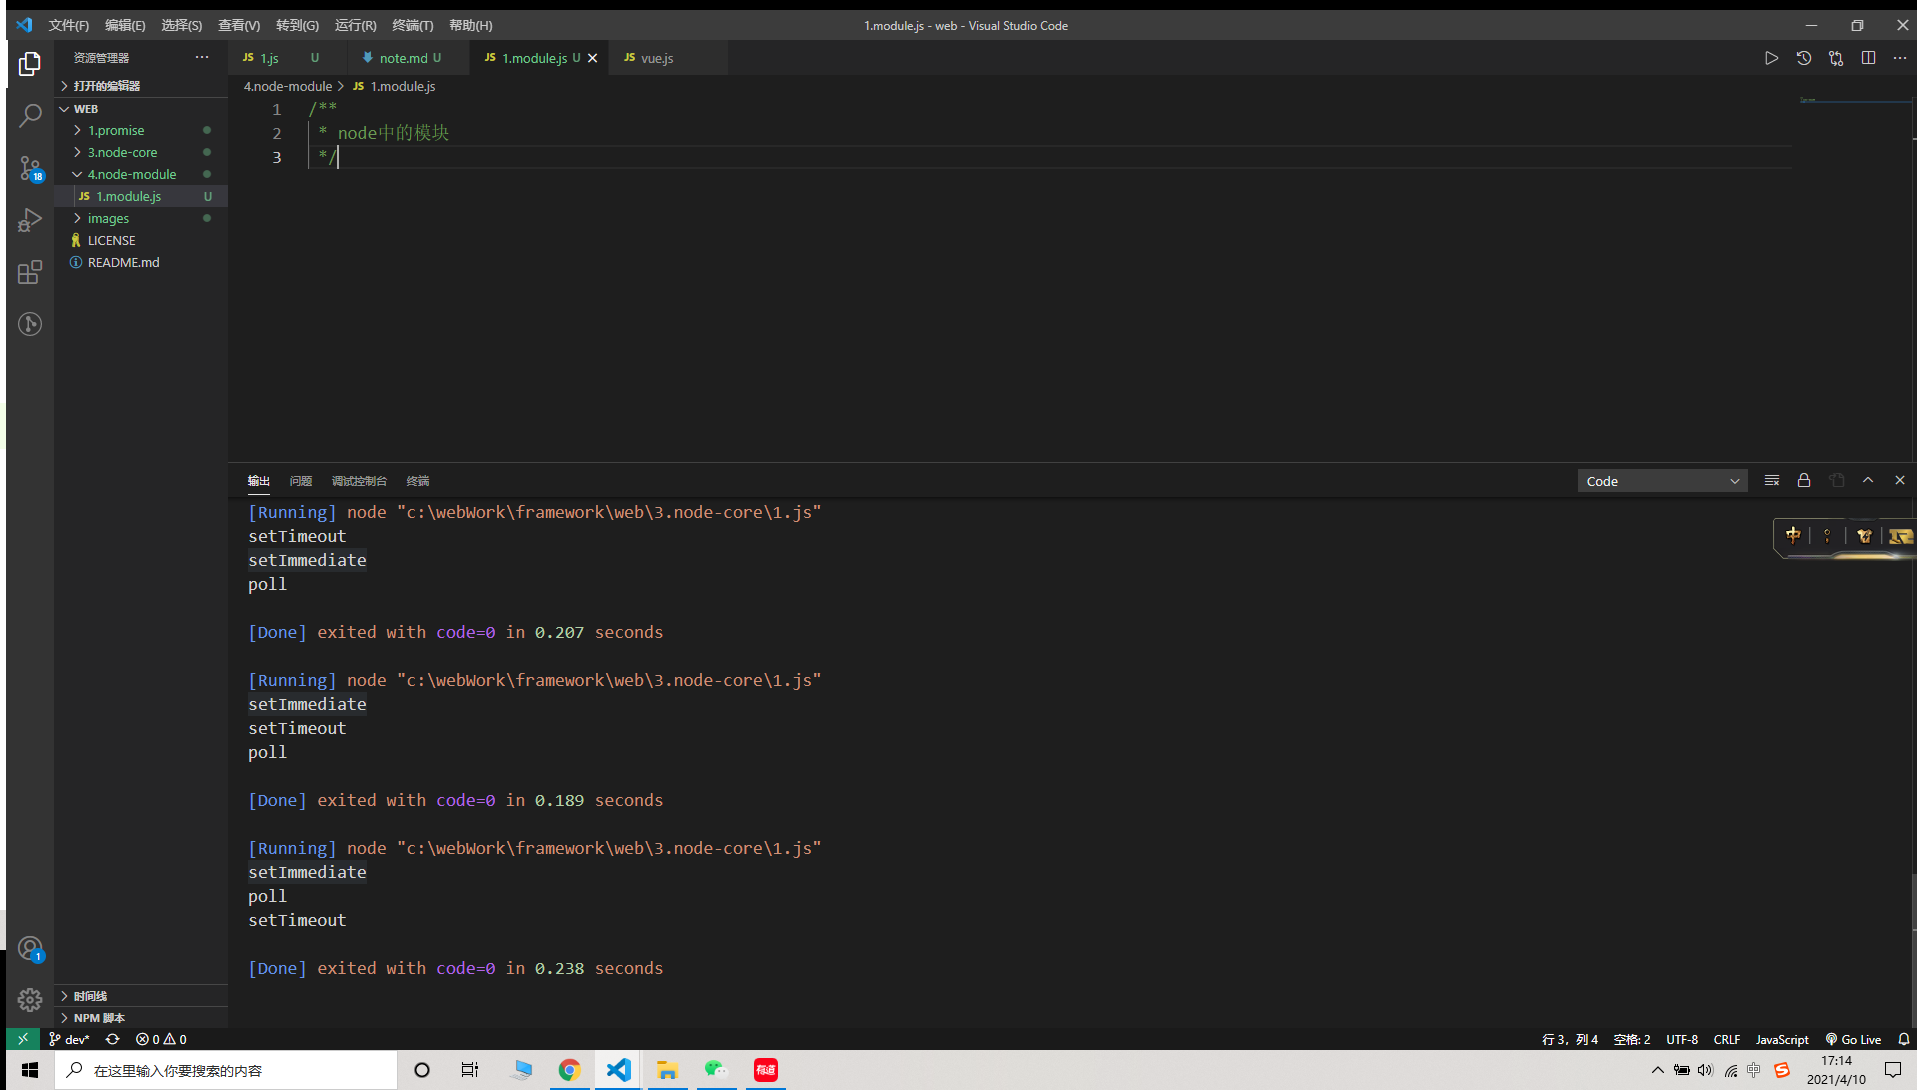 文件(F) 编辑(E) 选择(S) 查看(V) 转到(G) 运行(R) 终端(T) 帮助(H) 1.module.js - web - Visual Studio Code
资源管理器 ···
JS 1.js U note.md U JS 1.module.js U JS vue.js
打开的编辑器
4.node-module > JS 1.module.js
WEB
1.promise
3.node-core
4.node-module
JS 1.module.js U
images
LICENSE
README.md
18
1 /**
2 * node中的模块
3 */
输出 问题 调试控制台 终端 Code
[Running] node "c:\webWork\framework\web\3.node-core\1.js"
setTimeout
setImmediate
poll
[Done] exited with code=0 in 0.207 seconds
[Running] node "c:\webWork\framework\web\3.node-core\1.js"
setImmediate
setTimeout
poll
[Done] exited with code=0 in 0.189 seconds
[Running] node "c:\webWork\framework\web\3.node-core\1.js"
setImmediate
poll
setTimeout
[Done] exited with code=0 in 0.238 seconds
中
1
时间线
NPM 脚本
dev* 0 0 行 3，列 4 空格: 2 UTF-8 CRLF JavaScript Go Live
在这里输入你要搜索的内容 有道 中 S 17:14
2021/4/10